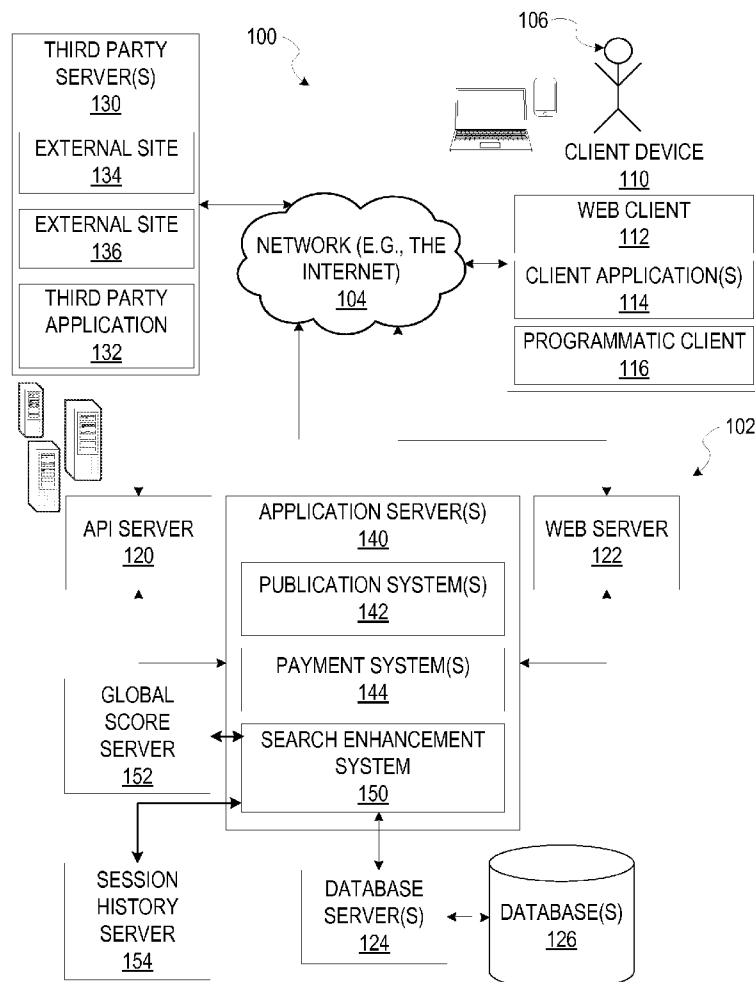 100
106
THIRD PARTY
SERVER(S)
130
EXTERNAL SITE
134
EXTERNAL SITE
136
THIRD PARTY
APPLICATION
132
NETWORK (E.G., THE
INTERNET)
104
CLIENT DEVICE
110
WEB CLIENT
112
CLIENT APPLICATION(S)
114
PROGRAMMATIC CLIENT
116
102
API SERVER
120
APPLICATION SERVER(S)
140
PUBLICATION SYSTEM(S)
142
PAYMENT SYSTEM(S)
144
SEARCH ENHANCEMENT
SYSTEM
150
WEB SERVER
122
GLOBAL
SCORE
SERVER
152
SESSION
HISTORY
SERVER
154
DATABASE
SERVER(S)
124
DATABASE(S)
126